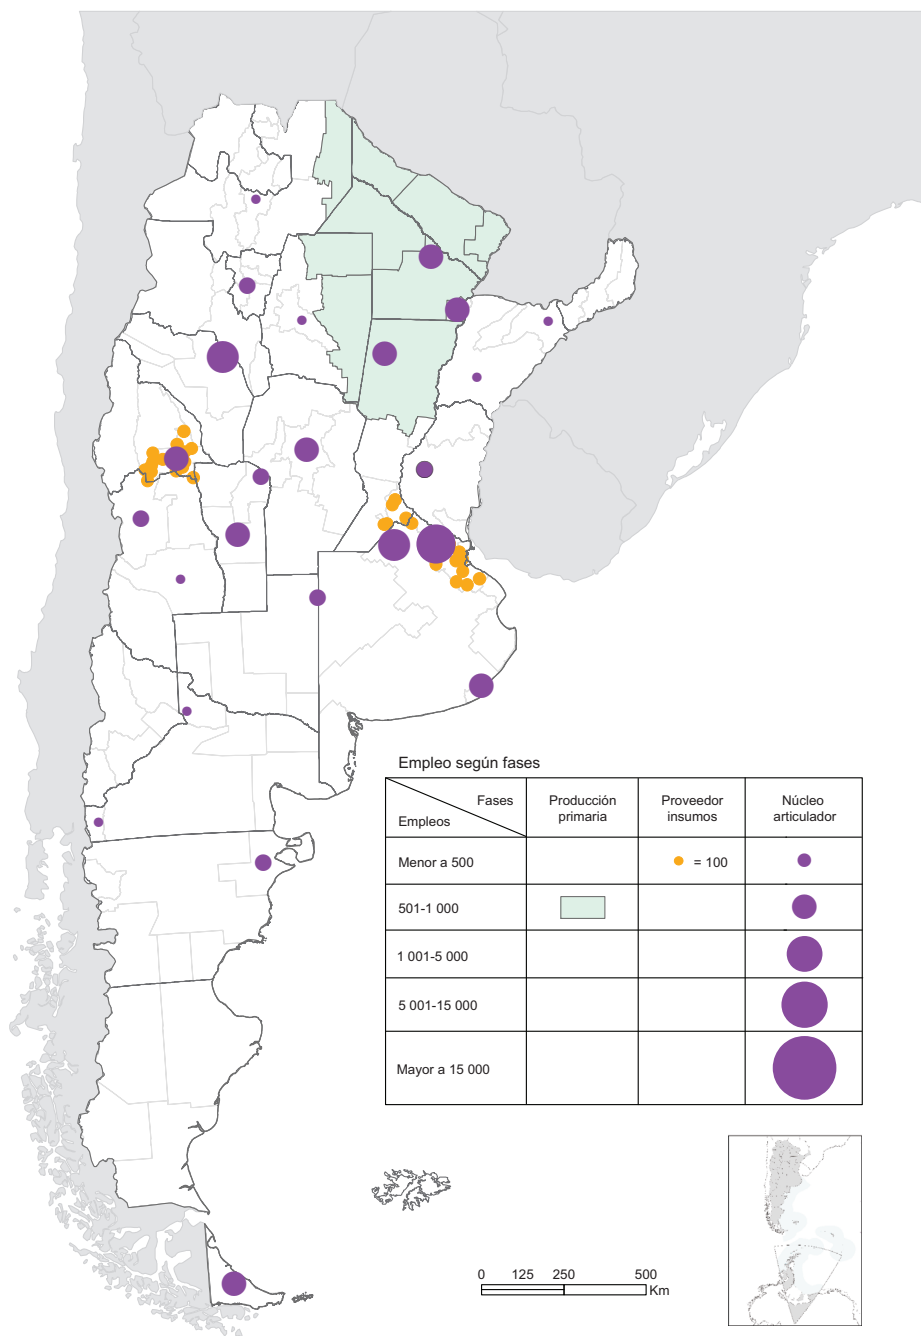 Empleo según fases
Fases
Empleos
Producción
primaria
Proveedor
insumos
Núcleo
articulador
Menor a 500
= 100
501-1 000
1 001-5 000
5 001-15 000
Mayor a 15 000
0 125 250 500
Km